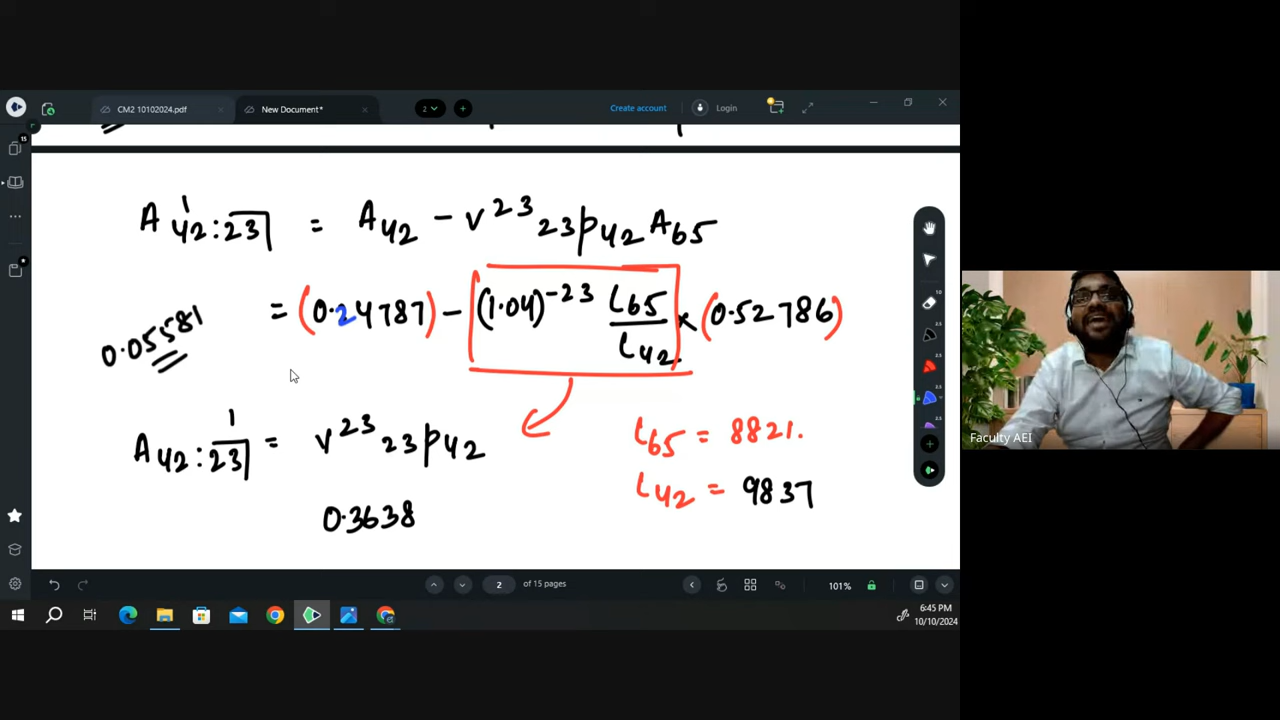 CM2 10102024.pdf
New Document*
2
Create account
Login
15
A¹₄₂:₂₃⌉ = A₄₂ − v²³ ₂₃p₄₂ A₆₅
0.05581
= (0.24787) − (1.04)⁻²³ l₆₅/l₄₂ × (0.52786)
A₄₂:₂₃⌉¹ = v²³ ₂₃p₄₂
0.3638
l₆₅ = 8821.
l₄₂ = 9837
Faculty AEI
2 of 15 pages
101%
6:45 PM
10/10/2024